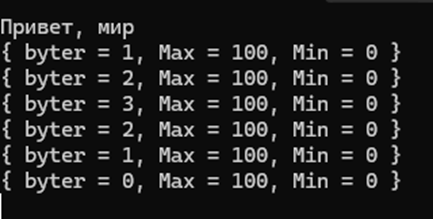 Привет, мир
{ byter = 1, Max = 100, Min = 0 }
{ byter = 2, Max = 100, Min = 0 }
{ byter = 3, Max = 100, Min = 0 }
{ byter = 2, Max = 100, Min = 0 }
{ byter = 1, Max = 100, Min = 0 }
{ byter = 0, Max = 100, Min = 0 }